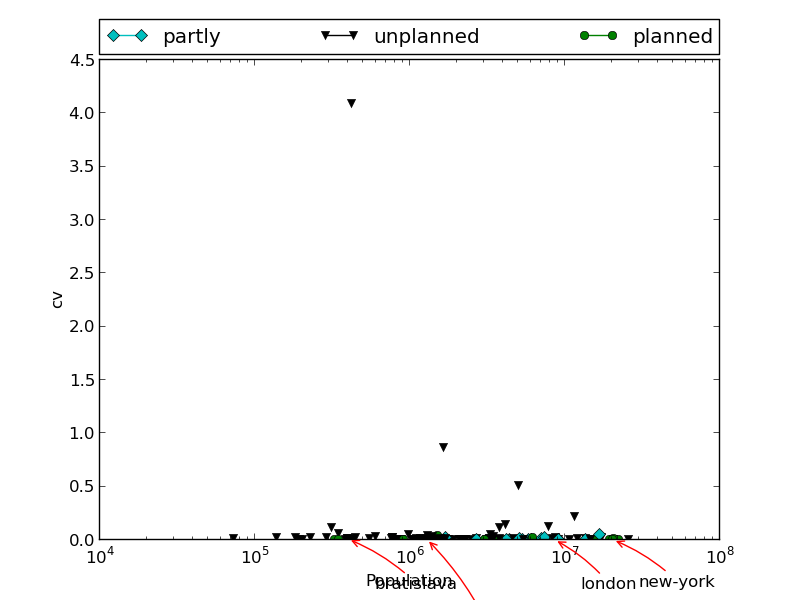 partly unplanned planned
4.5
4.0
3.5
3.0
2.5
2.0
1.5
1.0
0.5
0.0
cv
10^4 10^5 10^6 10^7 10^8
Population
bratislava london new-york